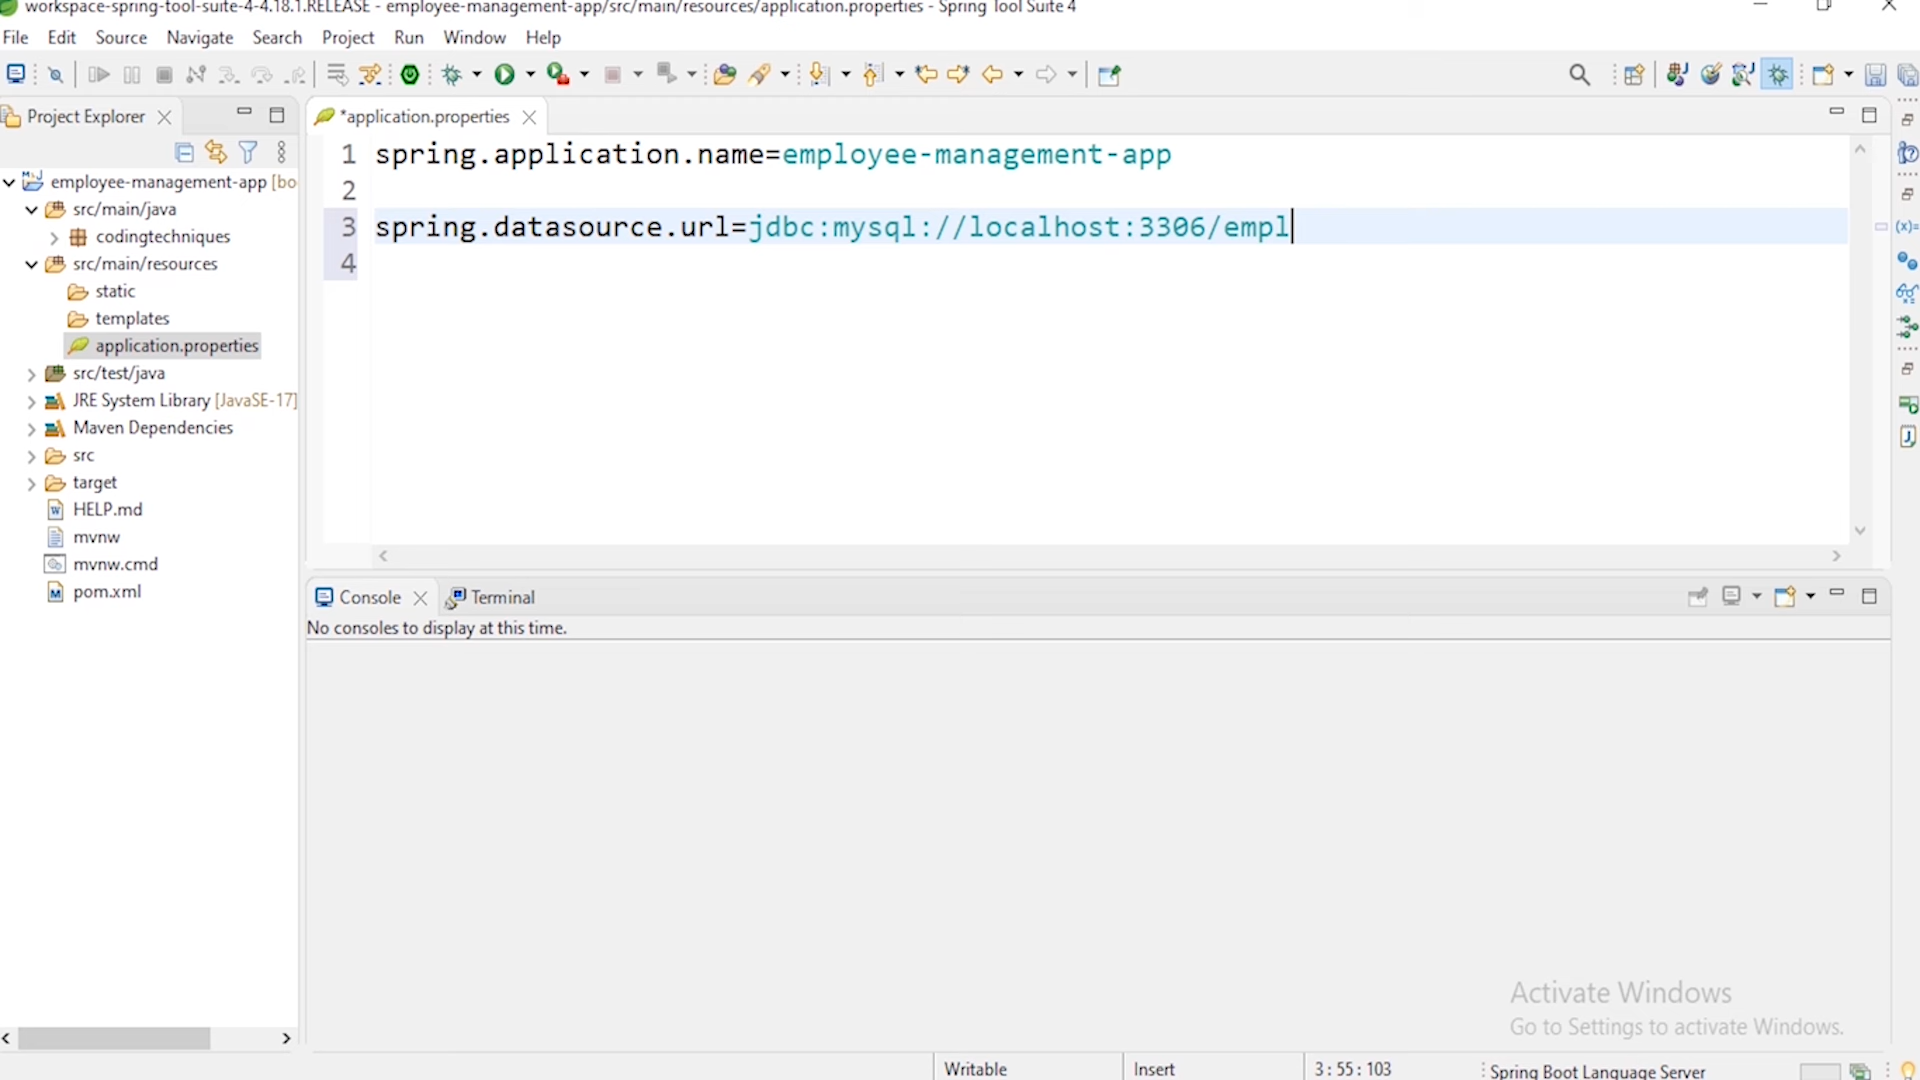 workspace-spring-tool-suite-4-4.18.1.RELEASE - employee-management-app/src/main/resources/application.properties - Spring Tool Suite 4
File Edit Source Navigate Search Project Run Window Help
Project Explorer
*application.properties
1 spring.application.name=employee-management-app
2
3 spring.datasource.url=jdbc:mysql://localhost:3306/empl
4
employee-management-app [bo
src/main/java
codingtechniques
src/main/resources
static
templates
application.properties
src/test/java
JRE System Library [JavaSE-17]
Maven Dependencies
src
target
HELP.md
mvnw
mvnw.cmd
pom.xml
Console Terminal
No consoles to display at this time.
Activate Windows
Go to Settings to activate Windows.
Writable Insert 3 : 55 : 103 Spring Boot Language Server